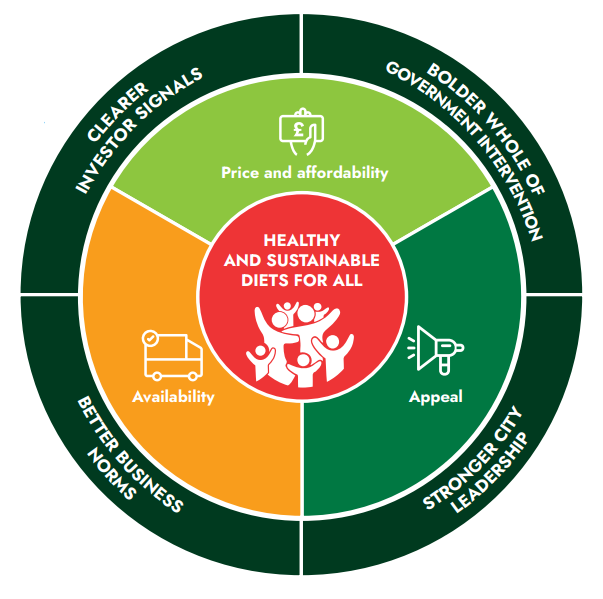 CLEARER
INVESTOR SIGNALS
BOLDER WHOLE OF
GOVERNMENT INTERVENTION
£
Price and affordability
HEALTHY
AND SUSTAINABLE
DIETS FOR ALL
Availability
Appeal
BETTER BUSINESS
NORMS
STRONGER CITY
LEADERSHIP